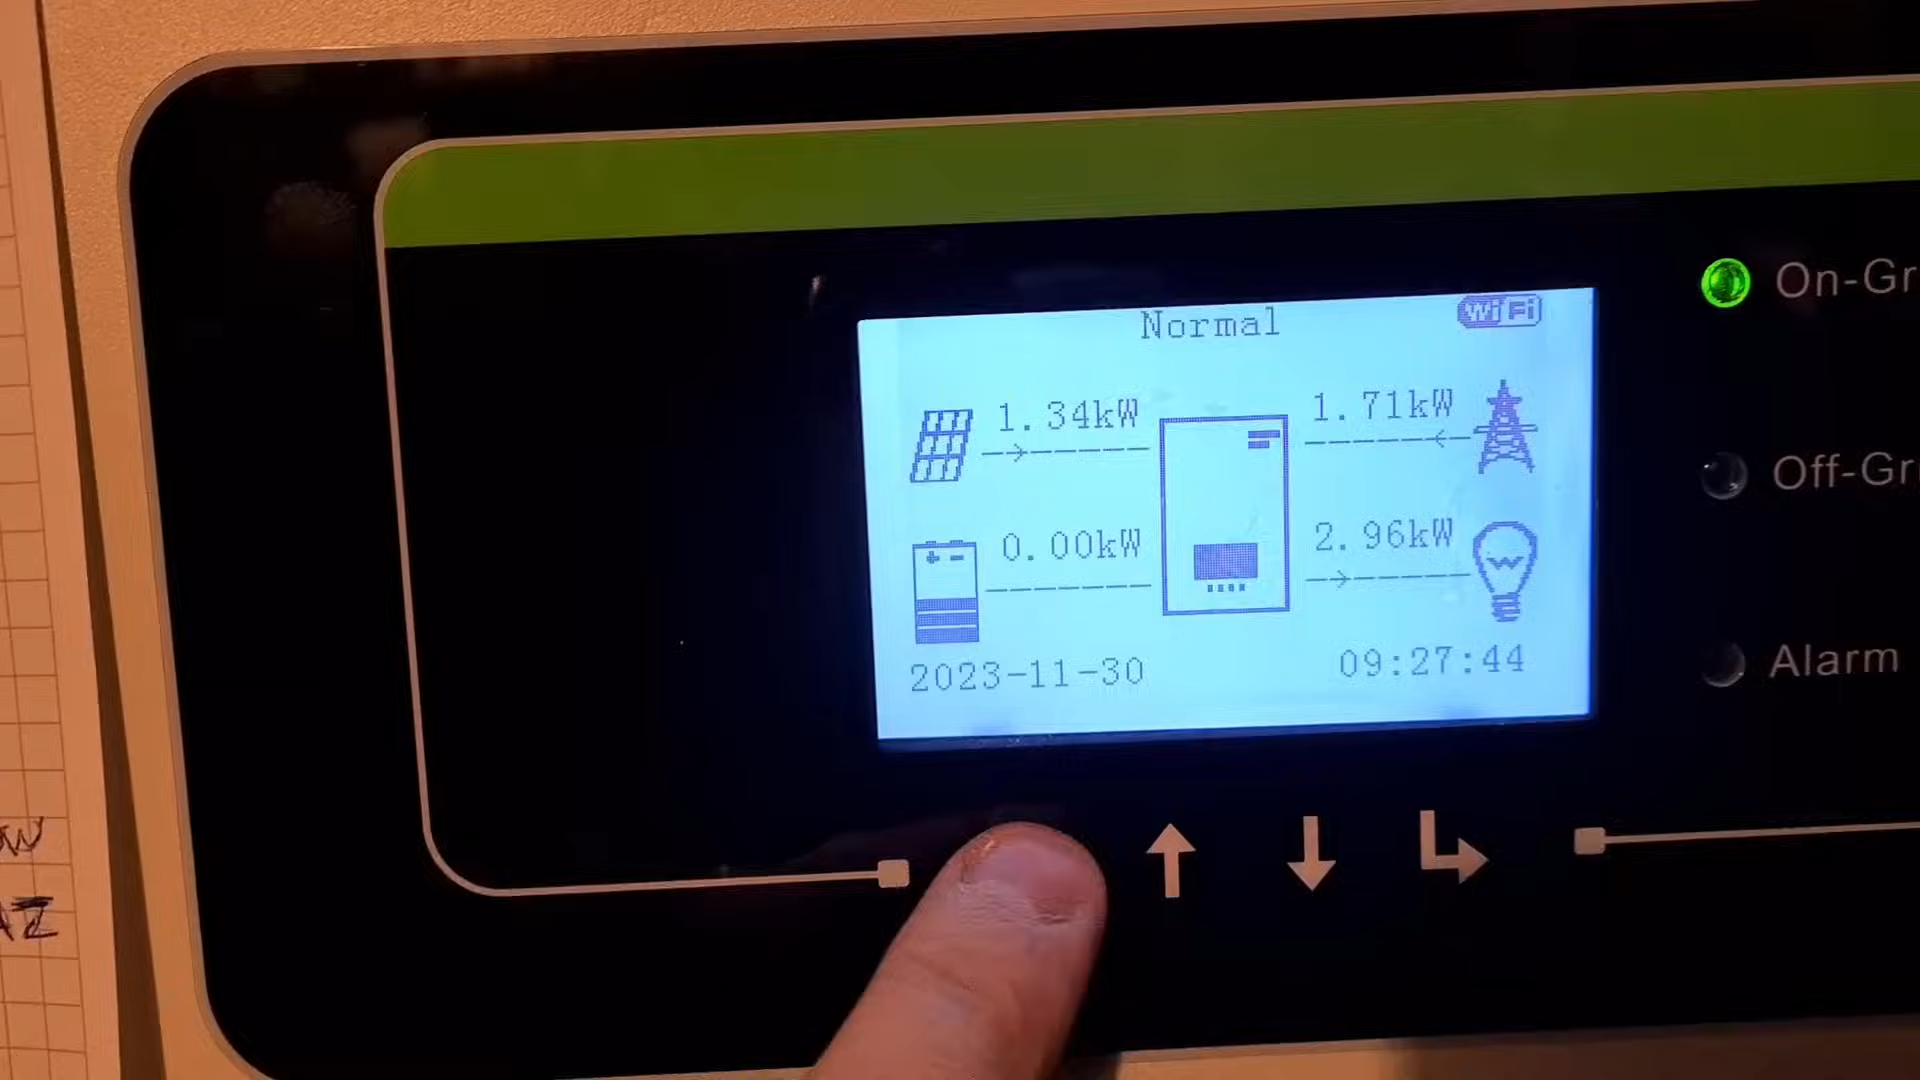 Normal
WiFi
1.34kW
1.71kW
0.00kW
2.96kW
2023-11-30
09:27:44
On-Gr
Off-Gr
Alarm